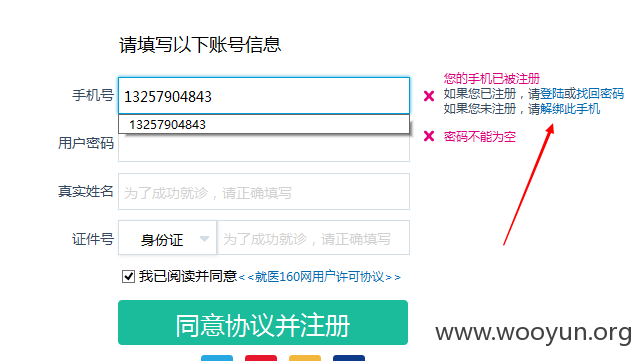 请填写以下账号信息
手机号 13257904843
您的手机已被注册
如果您已注册，请登陆或找回密码
如果您未注册，请解绑此手机
13257904843
用户密码
密码不能为空
真实姓名 为了成功就诊，请正确填写
证件号 身份证 为了成功就诊，请正确填写
我已阅读并同意<<就医160网用户许可协议>>
同意协议并注册
www.wooyun.org